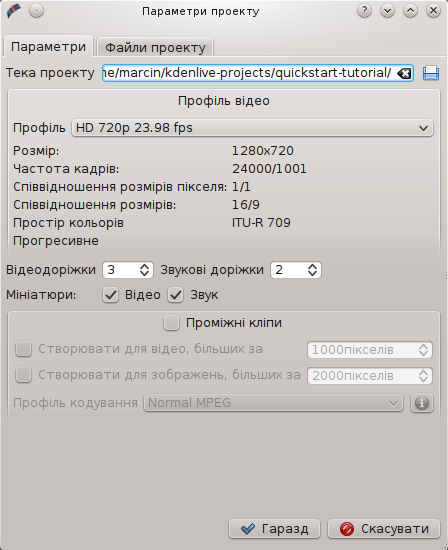 Параметри проекту
Параметри Файли проекту
Тека проекту ne/marcin/kdenlive-projects/quickstart-tutorial/
Профіль відео
Профіль HD 720p 23.98 fps
Розмір: 1280x720
Частота кадрів: 24000/1001
Співвідношення розмірів пікселя: 1/1
Співвідношення розмірів: 16/9
Простір кольорів ITU-R 709
Прогресивне
Відеодоріжки 3 Звукові доріжки 2
Мініатюри: Відео Звук
Проміжні кліпи
Створювати для відео, більших за 1000пікселів
Створювати для зображень, більших за 2000пікселів
Профіль кодування Normal MPEG
Гаразд Скасувати